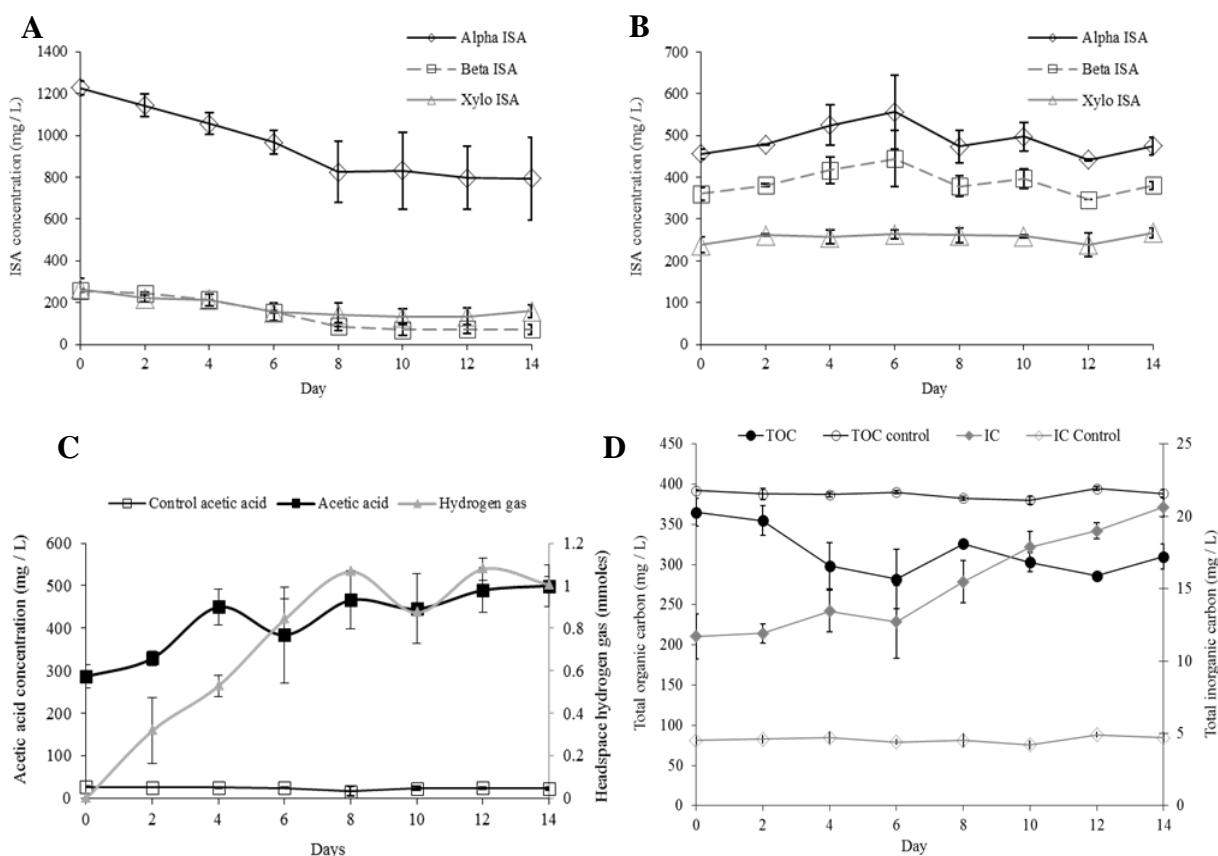 A
1400
1200
1000
800
600
400
200
0
ISA concentration (mg / L)
Alpha ISA
Beta ISA
Xylo ISA
0 2 4 6 8 10 12 14
Day
B
700
600
500
400
300
200
100
0
ISA concentration (mg / L)
Alpha ISA
Beta ISA
Xylo ISA
0 2 4 6 8 10 12 14
Day
C
Control acetic acid Acetic acid Hydrogen gas
600
500
400
300
200
100
0
Acetic acid concentration (mg / L)
1.2
1
0.8
0.6
0.4
0.2
0
Headspace hydrogen gas (mmoles)
0 2 4 6 8 10 12 14
Days
D
TOC TOC control IC IC Control
450
400
350
300
250
200
150
100
50
0
Total organic carbon (mg / L)
25
20
15
10
5
0
Total inorganic carbon (mg / L)
0 2 4 6 8 10 12 14
Day